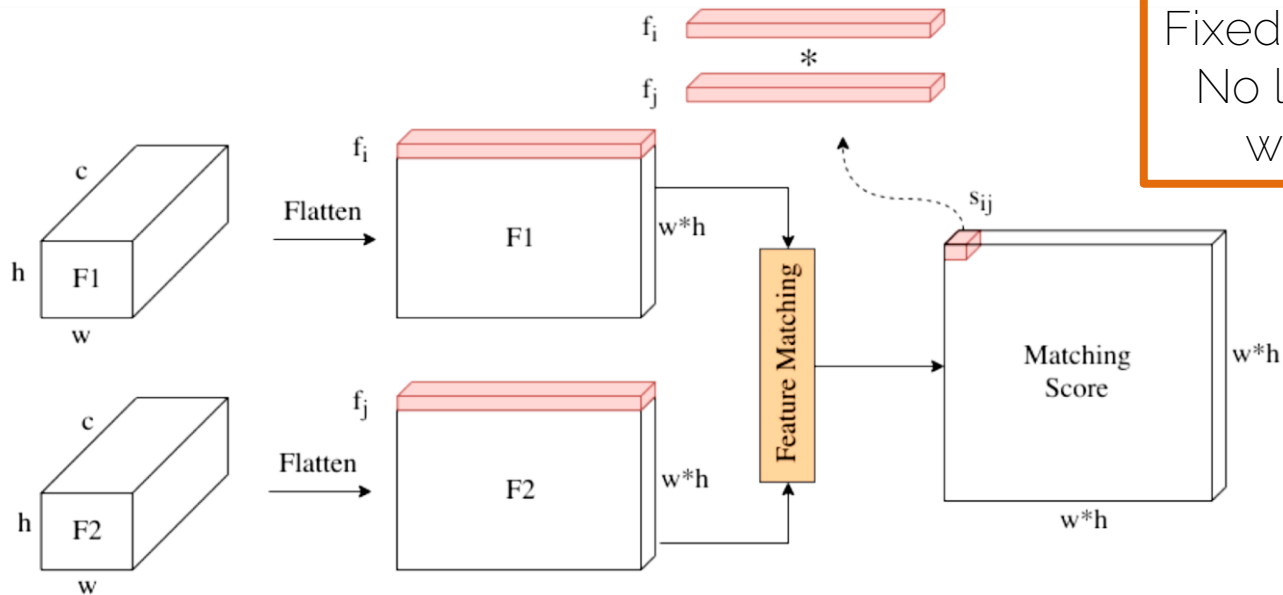 f_i
*
f_j
Fixed
No
c
h
F1
w
Flatten
f_i
F1
w*h
c
h
F2
w
Flatten
f_j
F2
w*h
Feature Matching
s_ij
Matching
Score
w*h
w*h